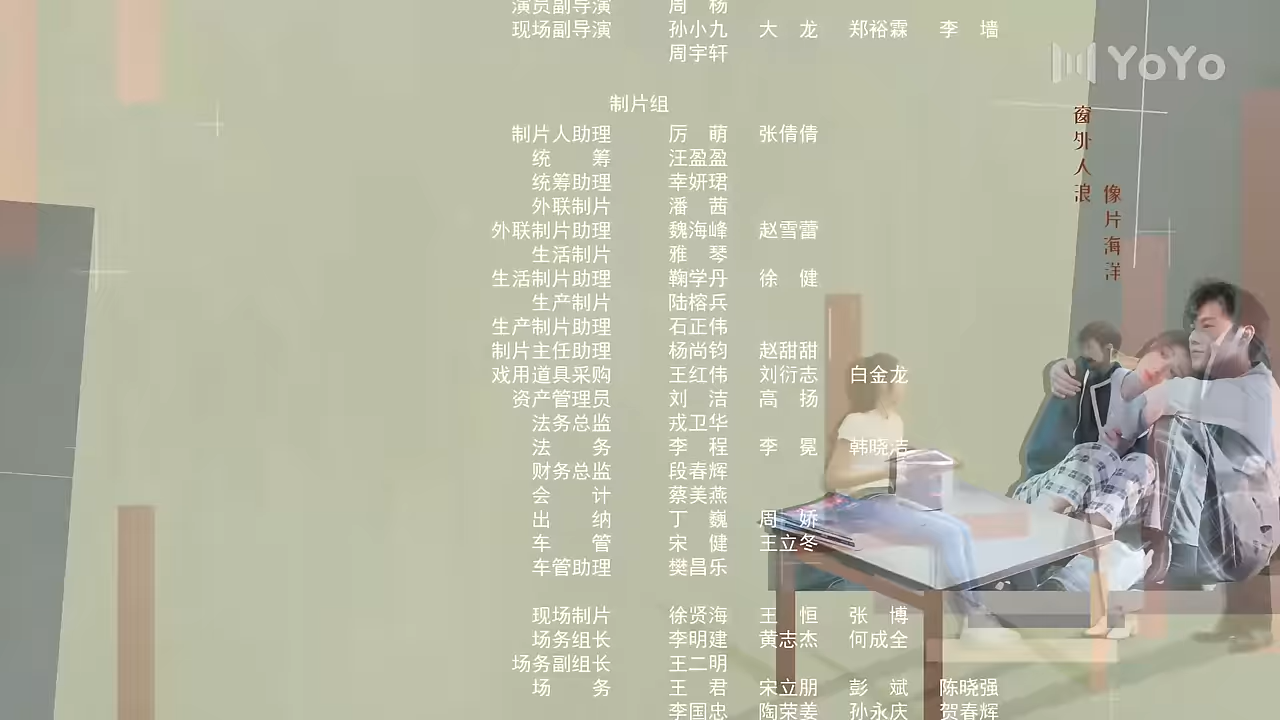 演员副导演 周 杨
现场副导演 孙小九 大 龙 郑裕霖 李 墙
周宇轩
YoYo
制片组
窗外人浪
像片海洋
制片人助理 厉 萌 张倩倩
统 筹 汪盈盈
统筹助理 幸妍珺
外联制片 潘 茜
外联制片助理 魏海峰 赵雪蕾
生活制片 雅 琴
生活制片助理 鞠学丹 徐 健
生产制片 陆榕兵
生产制片助理 石正伟
制片主任助理 杨尚钧 赵甜甜
戏用道具采购 王红伟 刘衍志 白金龙
资产管理员 刘 洁 高 扬
法务总监 戎卫华
法 务 李 程 李 冕 韩晓洁
财务总监 段春辉
会 计 蔡美燕
出 纳 丁 巍 周 娇
车 管 宋 健 王立冬
车管助理 樊昌乐
现场制片 徐贤海 王 恒 张 博
场务组长 李明建 黄志杰 何成全
场务副组长 王二明
场 务 王 君 宋立朋 彭 斌 陈晓强
李国忠 陶荣姜 孙永庆 贺春辉